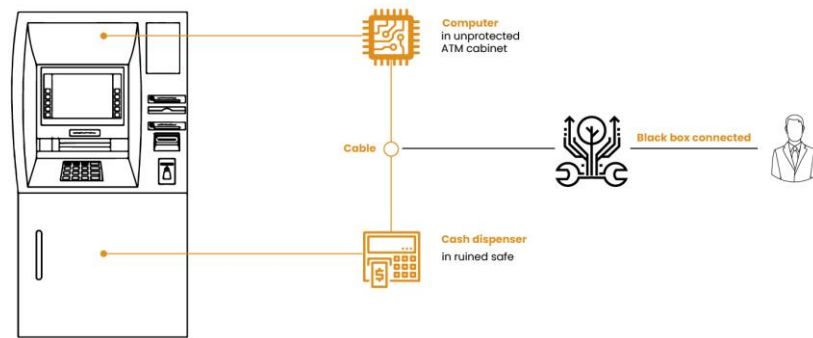 Computer
in unprotected
ATM cabinet
Cable
Black box connected
Cash dispenser
in ruined safe
$